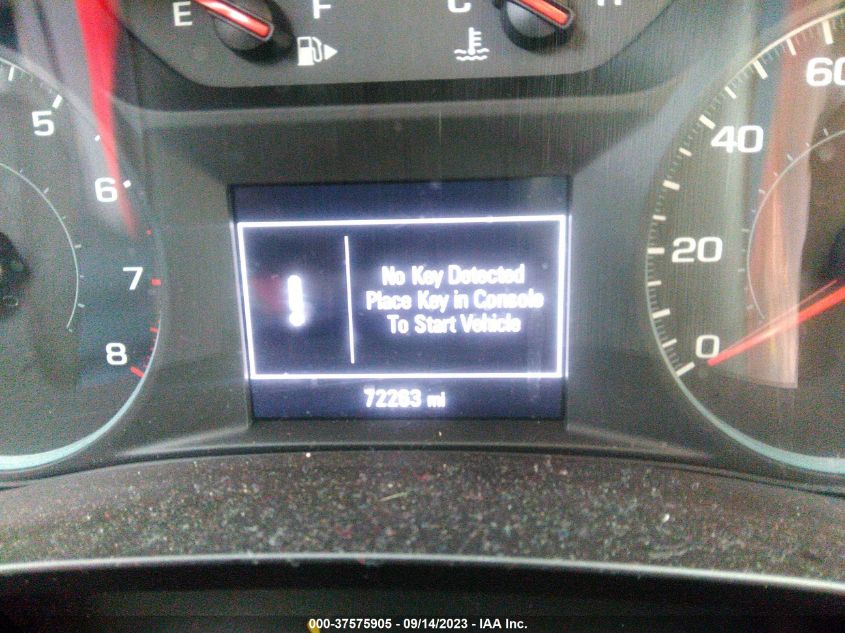 E F C H
5
6
7
8
60
40
20
0
No Key Detected
Place Key in Console
To Start Vehicle
72263 mi
000-37575905 - 09/14/2023 - IAA Inc.